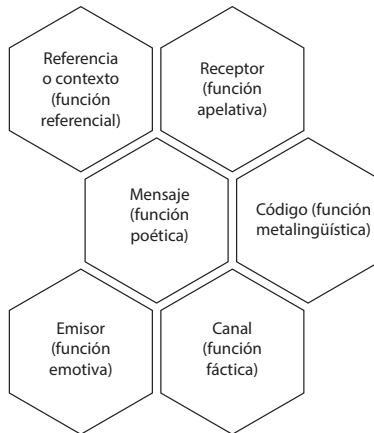 Referencia
o contexto
(función
referencial)
Receptor
(función
apelativa)
Mensaje
(función
poética)
Código (función
metalingüística)
Emisor
(función
emotiva)
Canal
(función
fáctica)